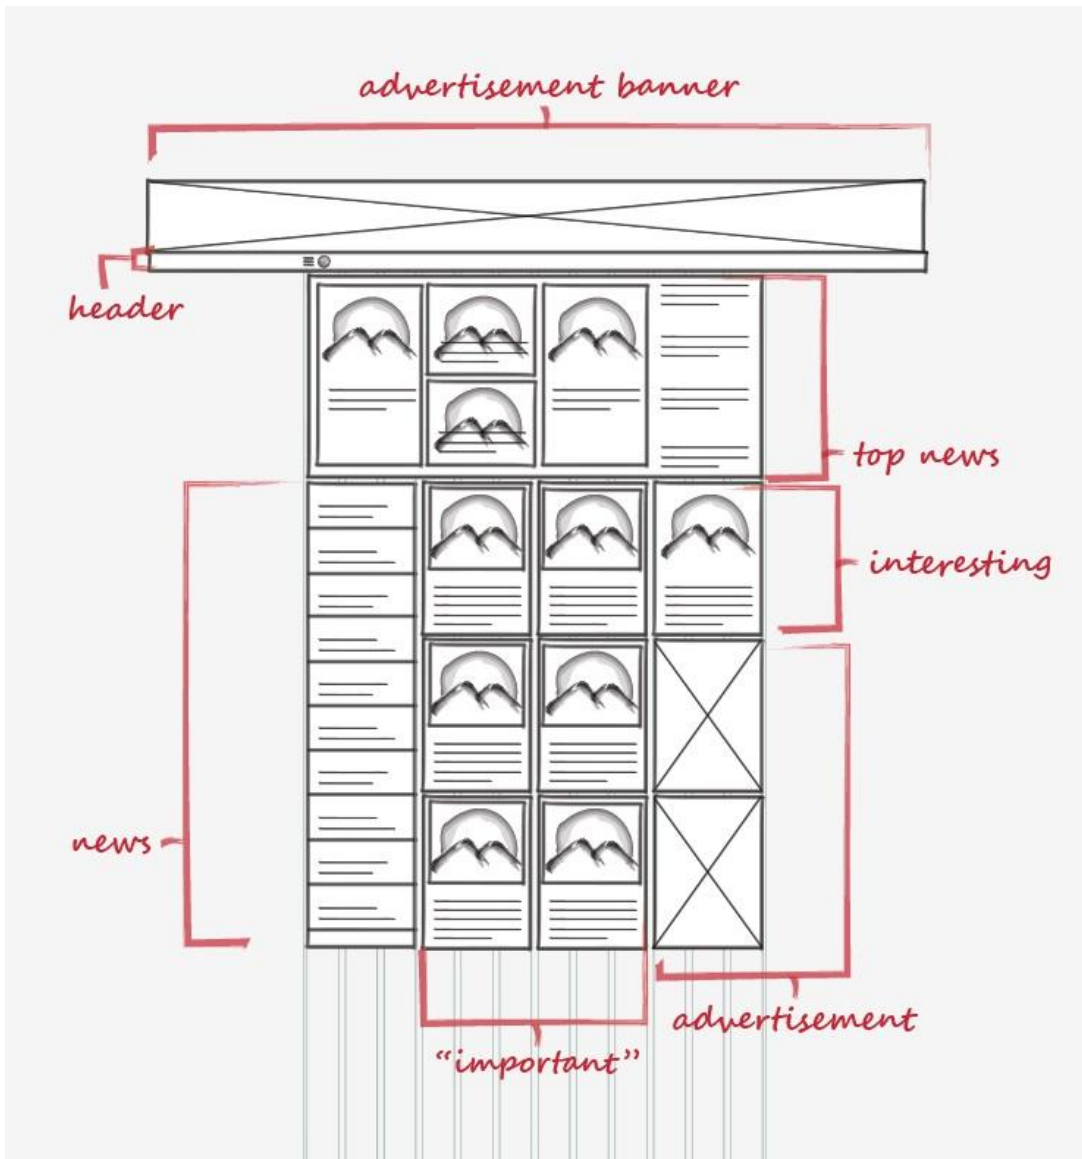 advertisement banner
header
top news
interesting
news
advertisement
“important”